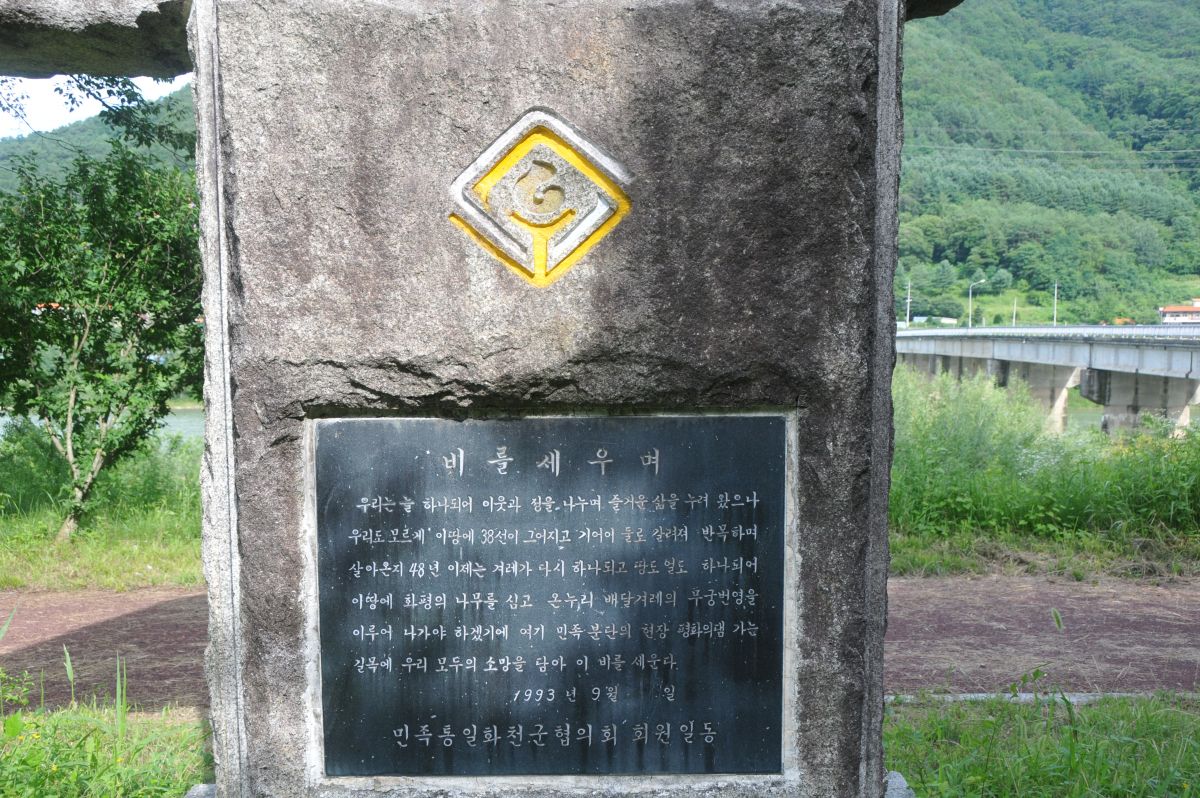 비를세우며
우리는 늘 하나되어 이웃과 정을 나누며 즐거운 삶을 누려 왔으나
우리도 모르게 이땅에 38선이 그어지고 기어이 둘로 갈려져 반목하며
살아온지 48년 이제는 겨레가 다시 하나되고 땅도 얼도 하나되어
이땅에 화평의 나무를 심고 온누리 배달겨레의 무궁번영을
이루어 나가야 하겠기에 여기 민족 분단의 현장 평화의댐 가는
길목에 우리 모두의 소망을 담아 이 비를 세운다.
1993년 9월 일
민족통일화천군협의회 회원일동